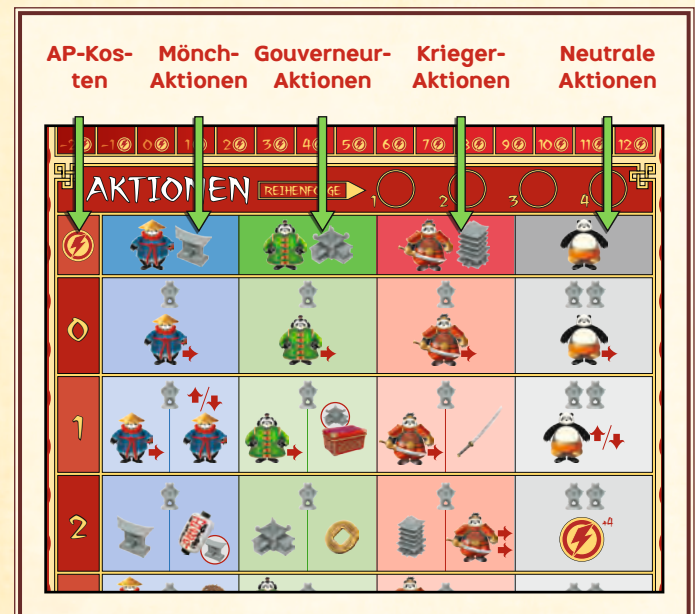 AP-Kos-
ten
Mönch-
Aktionen
Gouverneur-
Aktionen
Krieger-
Aktionen
Neutrale
Aktionen
-2 -1 0 1 2 3 4 5 6 7 8 9 10 11 12
AKTIONEN REIHENFOLGE 1 2 3 4
0
1
2
+4